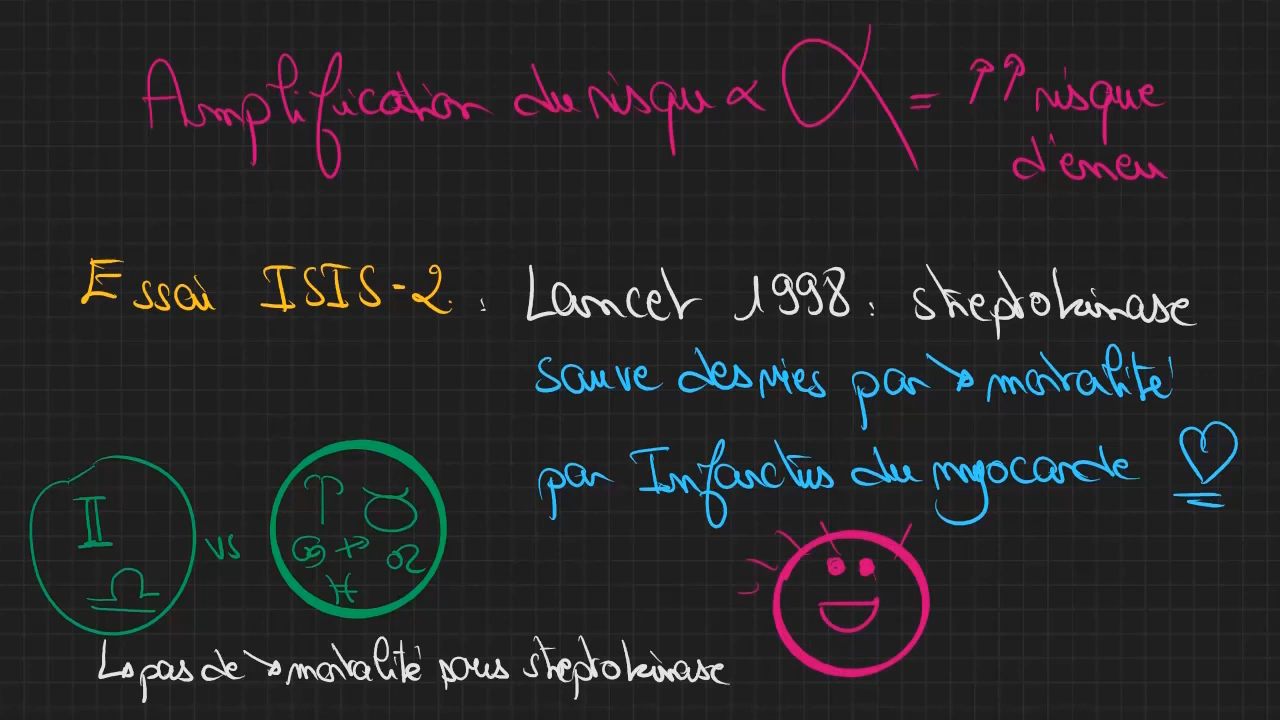 Amplification du risqu α α = ↑↑ risque
d'erreur
Essai ISIS-2 : Lancet 1998 : streptokinase
sauve des vies par ↘ mortalité
par Infarctus du myocarde ♡
♊ ♎ vs ♈ ♉ ♋ ♐ ♌ ♓
↳ pas de ↘ mortalité sous streptokinase